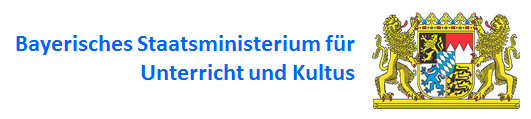 Bayerisches Staatsministerium für
Unterricht und Kultus